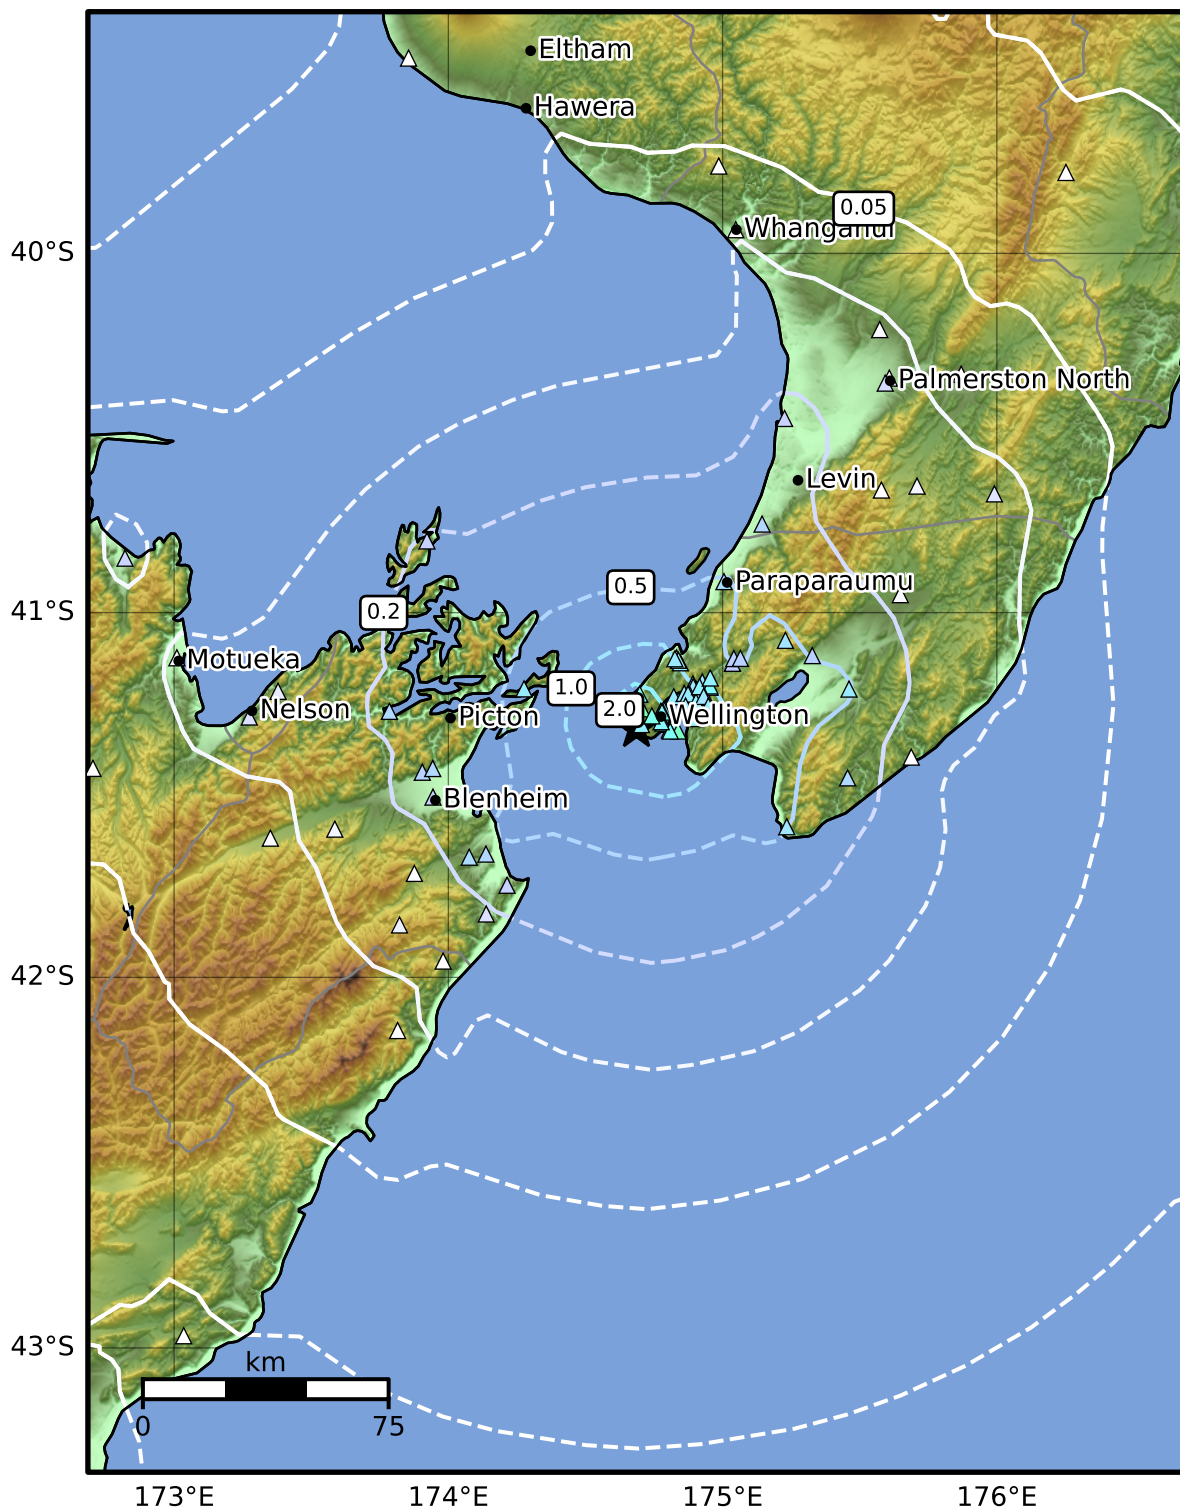 Eltham
Hawera
0.05
Whanganui
40°S
Palmerston North
Levin
0.5
Paraparaumu
41°S
0.2
Motueka
1.0
Nelson
2.0
Picton
Wellington
Blenheim
42°S
43°S
km
0
75
173°E
174°E
175°E
176°E